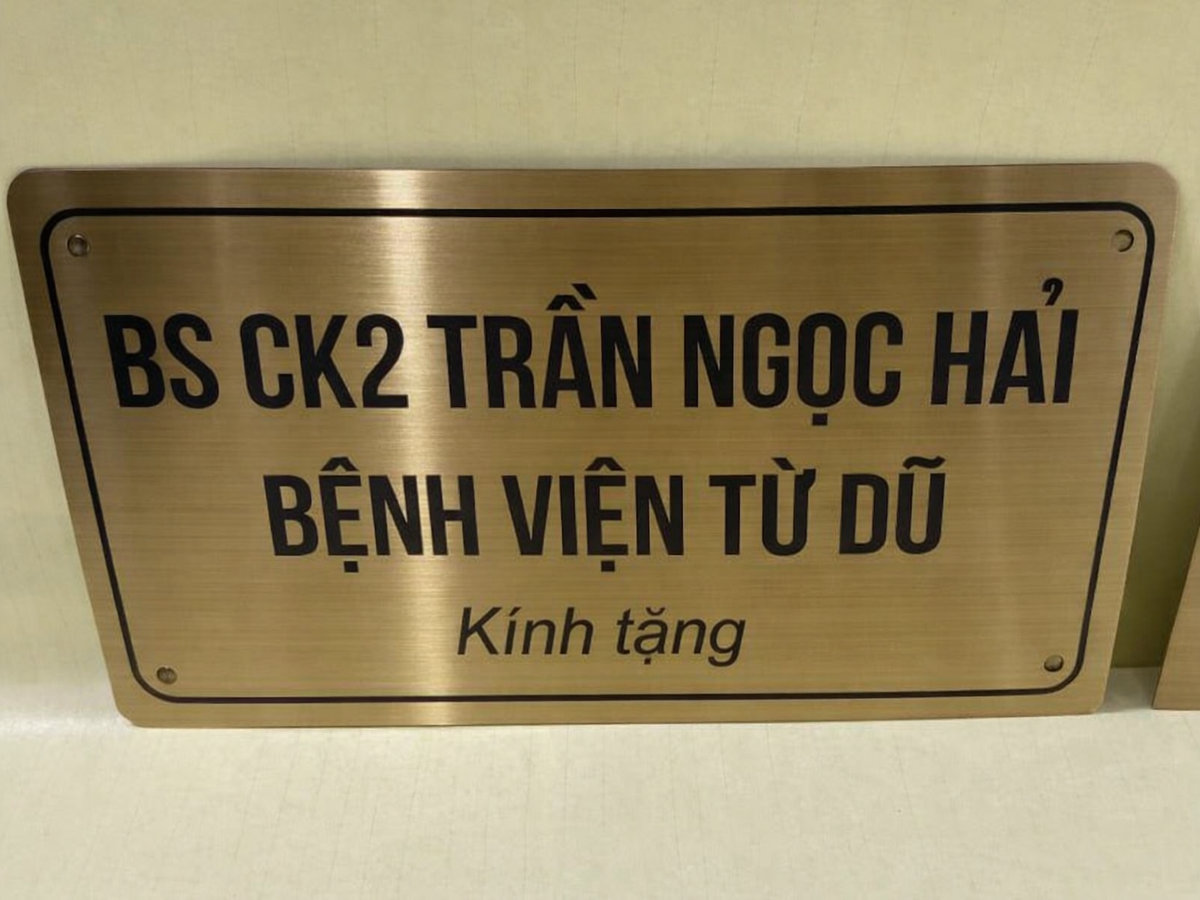 BS CK2 TRẦN NGỌC HẢI
BỆNH VIỆN TỪ DŨ
Kính tặng